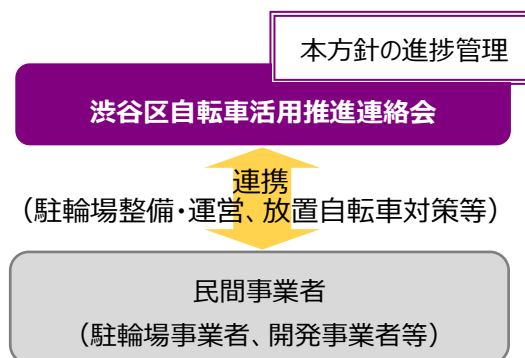 本方針の進捗管理
渋谷区自転車活用推進連絡会
連携
（駐輪場整備・運営、放置自転車対策等）
民間事業者
（駐輪場事業者、開発事業者等）